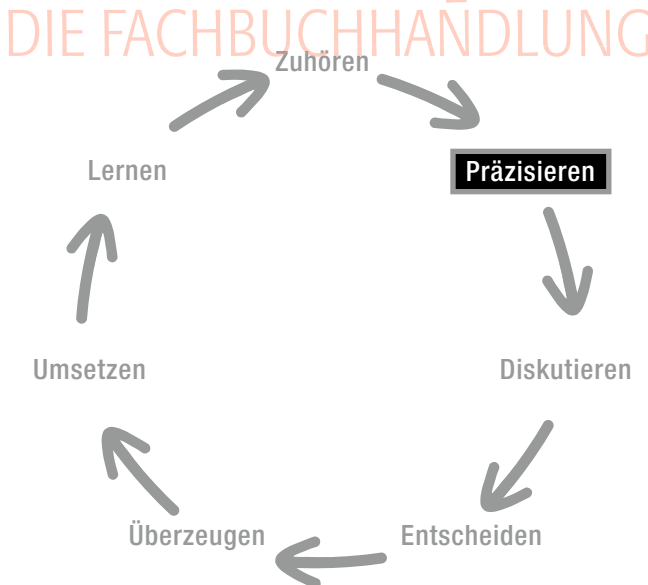 DIE FACHBUCHHANDLUNG
Zuhören
Lernen
Präzisieren
Umsetzen
Diskutieren
Überzeugen
Entscheiden